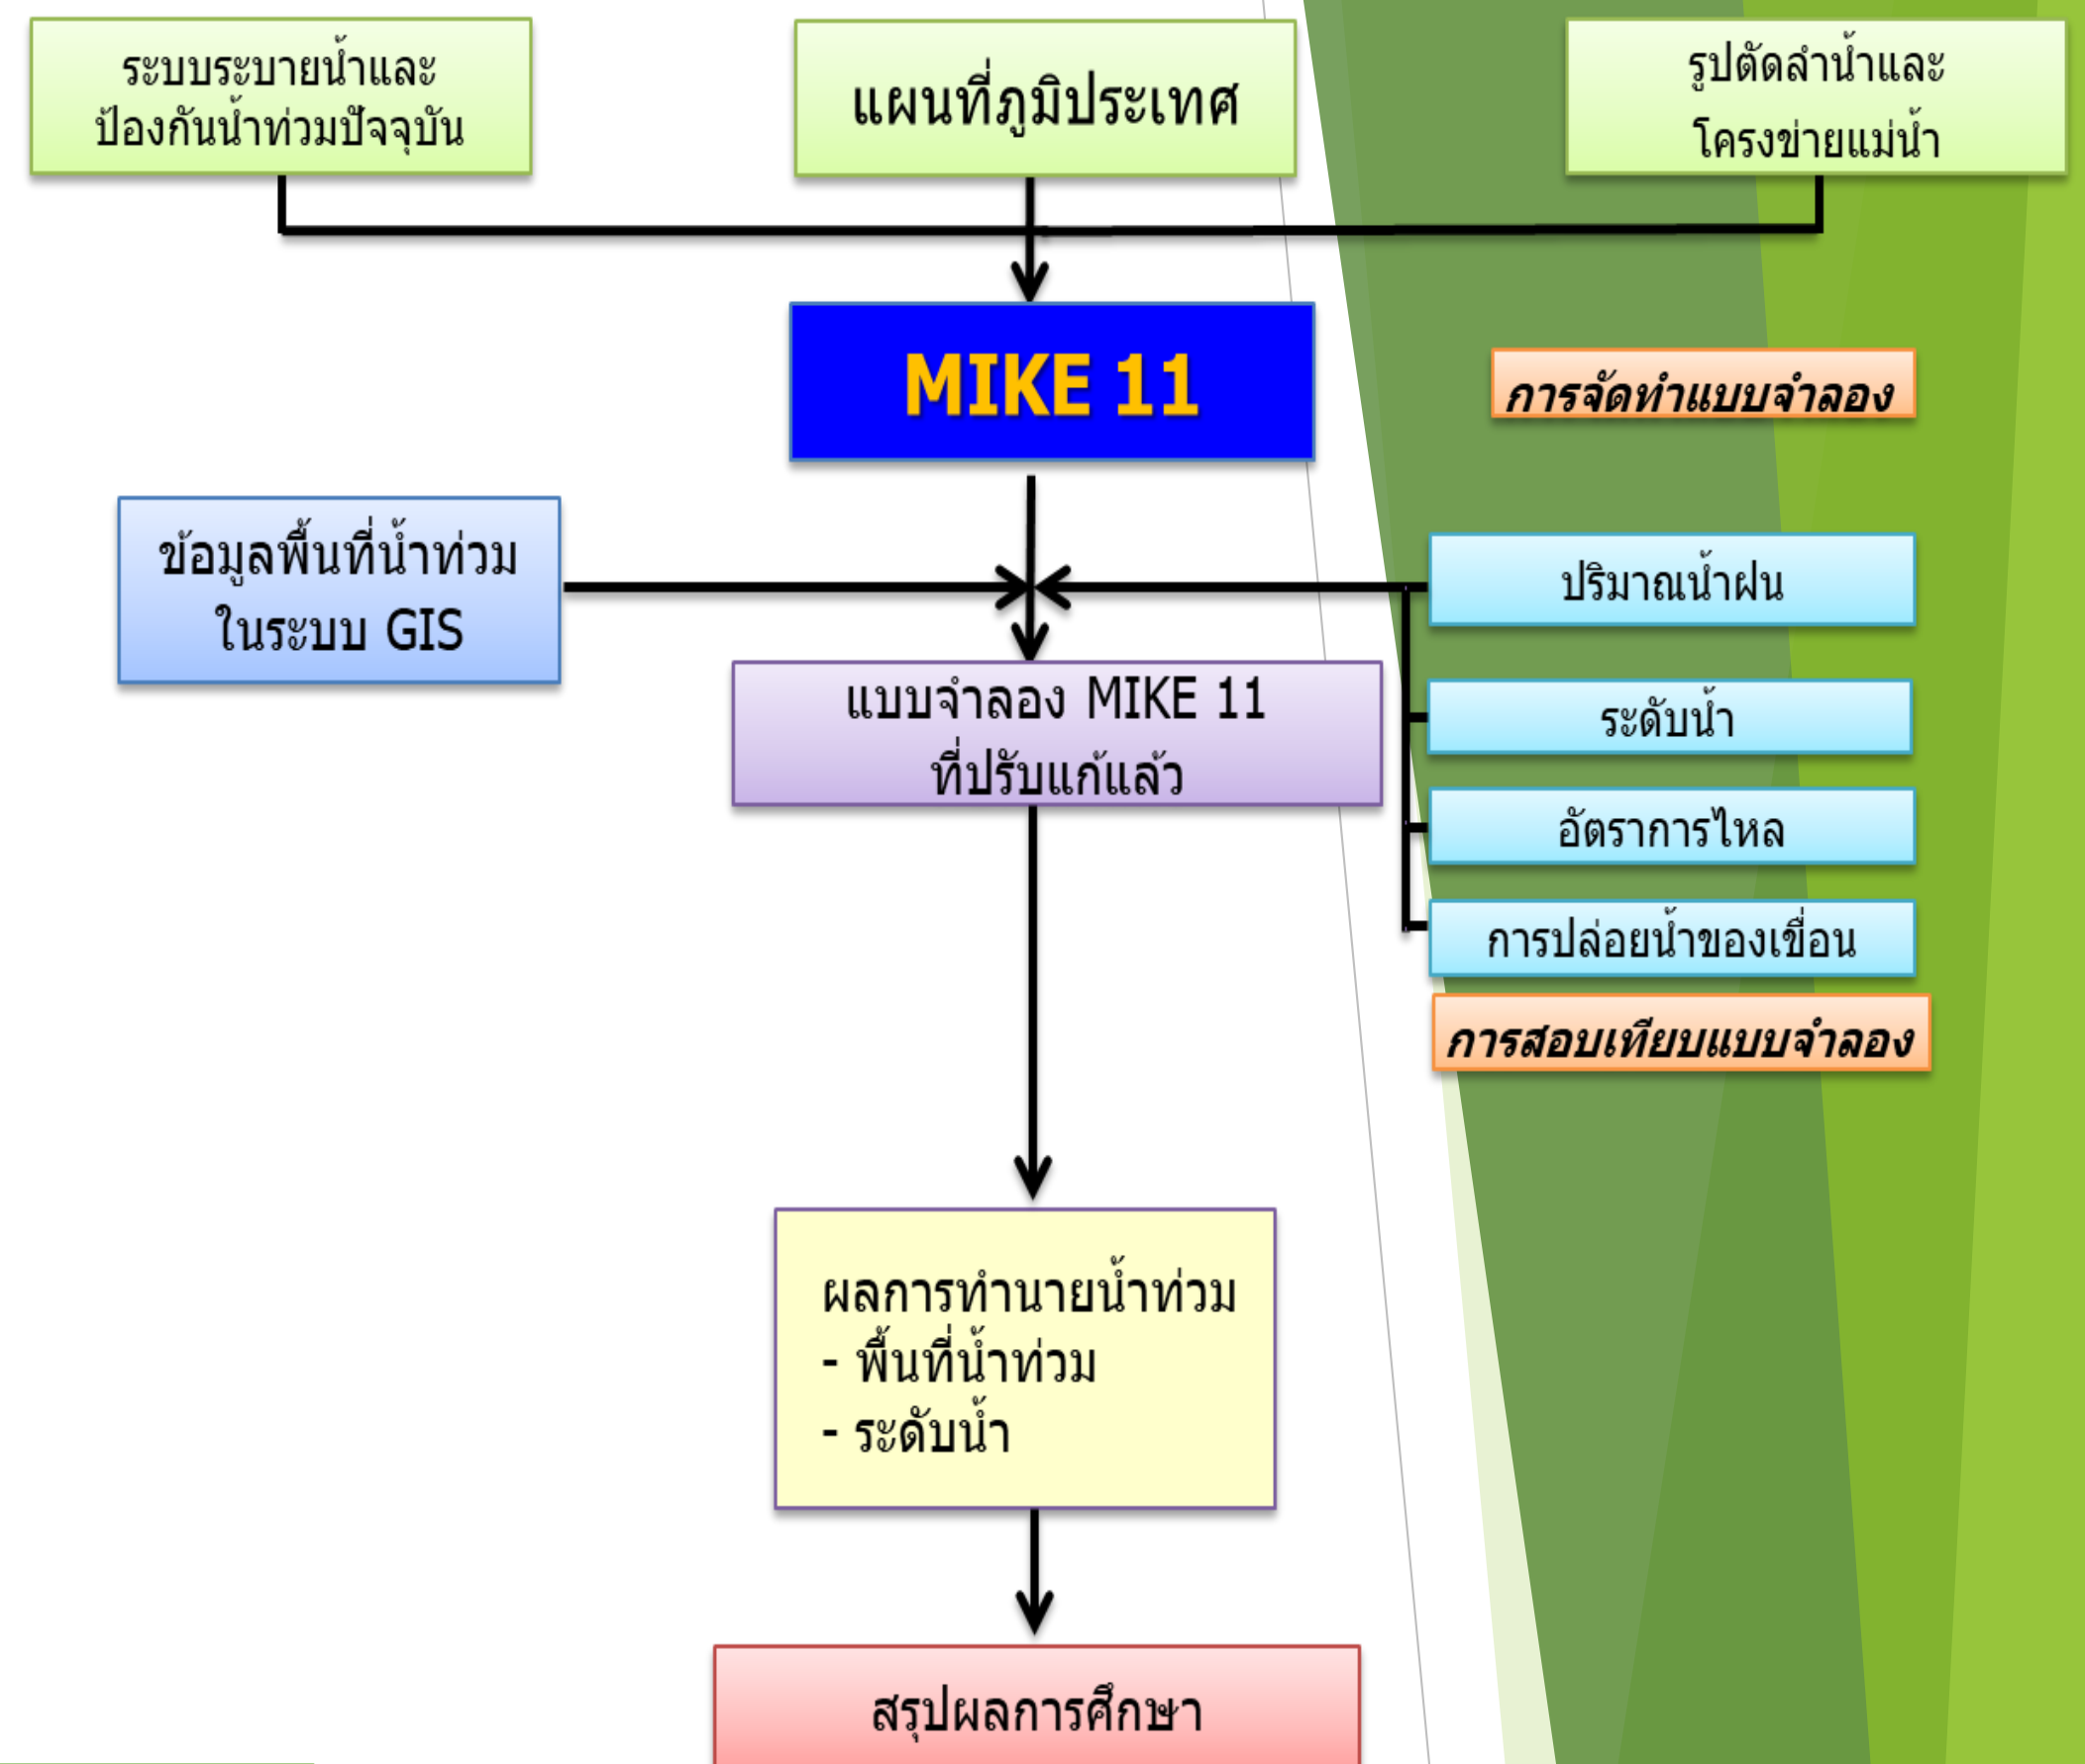 ระบบระบายน้ำและ
ป้องกันน้ำท่วมปัจจุบัน
แผนที่ภูมิประเทศ
รูปตัดลำน้ำและ
โครงข่ายแม่น้ำ
MIKE 11
การจัดทำแบบจำลอง
ข้อมูลพื้นที่น้ำท่วม
ในระบบ GIS
ปริมาณน้ำฝน
แบบจำลอง MIKE 11
ที่ปรับแก้แล้ว
ระดับน้ำ
อัตราการไหล
การปล่อยน้ำของเขื่อน
การสอบเทียบแบบจำลอง
ผลการทำนายน้ำท่วม
- พื้นที่น้ำท่วม
- ระดับน้ำ
สรุปผลการศึกษา